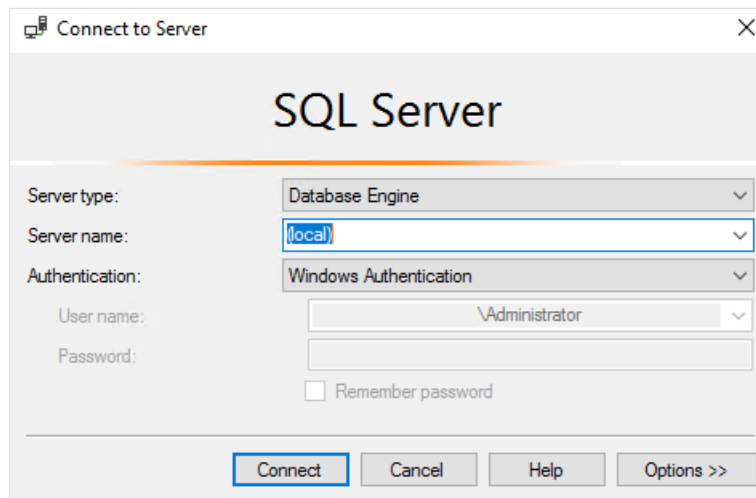 Connect to Server
SQL Server
Server type: Database Engine
Server name: (local)
Authentication: Windows Authentication
User name: \Administrator
Password:
Remember password
Connect Cancel Help Options >>